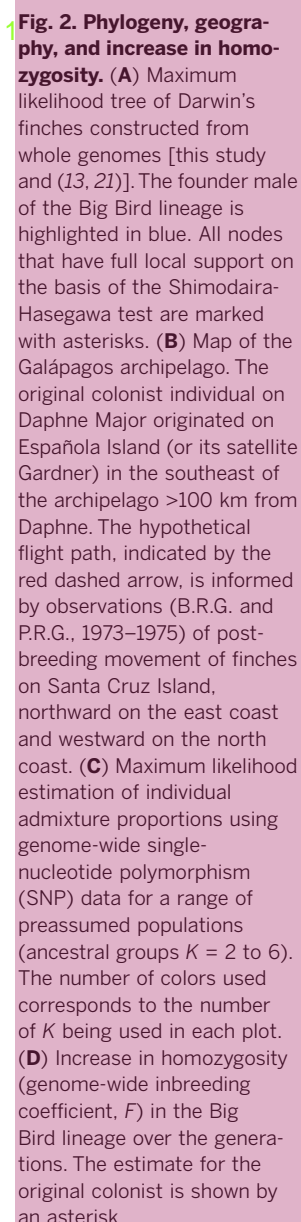 1
Fig. 2. Phylogeny, geogra-
phy, and increase in homo-
zygosity. (A) Maximum
likelihood tree of Darwin's
finches constructed from
whole genomes [this study
and (13, 21)]. The founder male
of the Big Bird lineage is
highlighted in blue. All nodes
that have full local support on
the basis of the Shimodaira-
Hasegawa test are marked
with asterisks. (B) Map of the
Galápagos archipelago. The
original colonist individual on
Daphne Major originated on
Española Island (or its satellite
Gardner) in the southeast of
the archipelago >100 km from
Daphne. The hypothetical
flight path, indicated by the
red dashed arrow, is informed
by observations (B.R.G. and
P.R.G., 1973–1975) of post-
breeding movement of finches
on Santa Cruz Island,
northward on the east coast
and westward on the north
coast. (C) Maximum likelihood
estimation of individual
admixture proportions using
genome-wide single-
nucleotide polymorphism
(SNP) data for a range of
preassumed populations
(ancestral groups K = 2 to 6).
The number of colors used
corresponds to the number
of K being used in each plot.
(D) Increase in homozygosity
(genome-wide inbreeding
coefficient, F) in the Big
Bird lineage over the genera-
tions. The estimate for the
original colonist is shown by
an asterisk